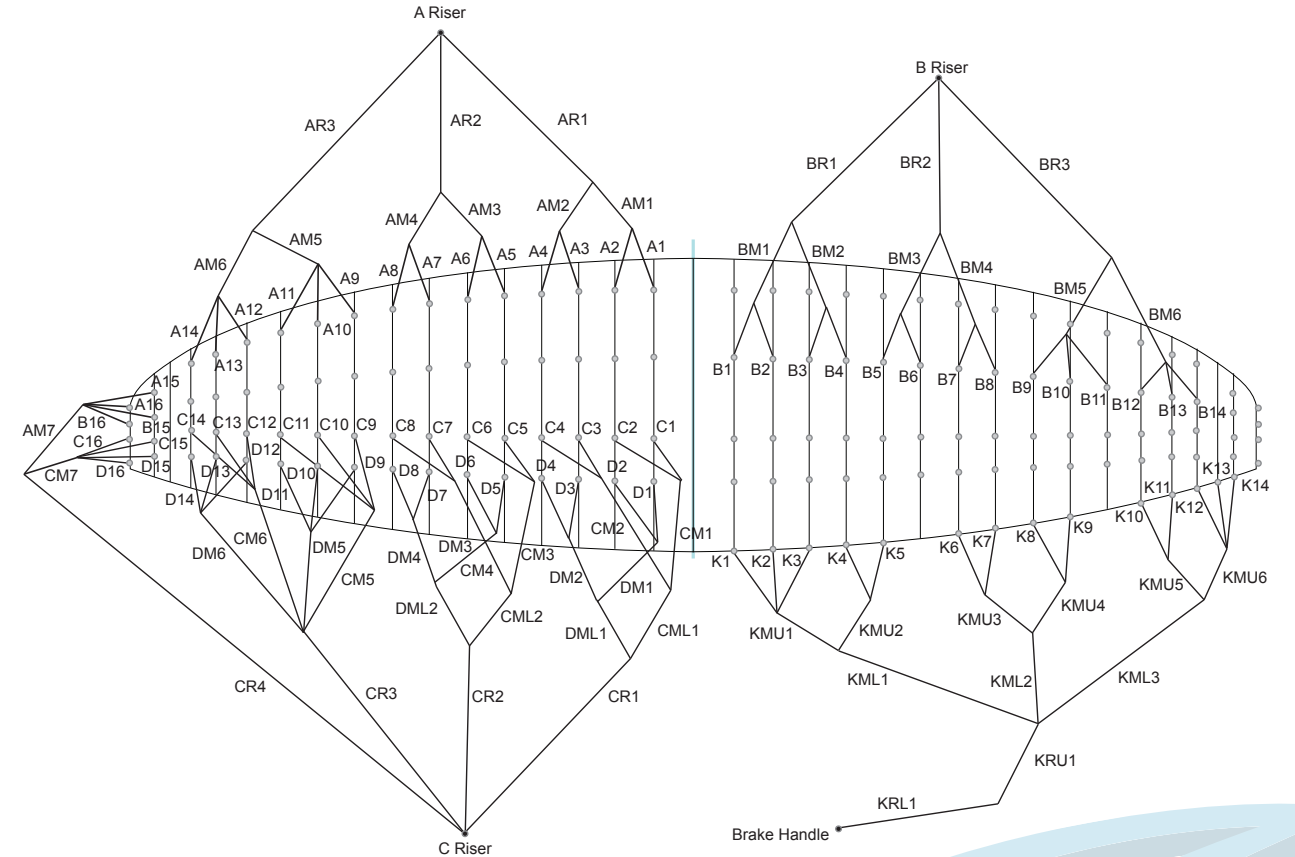 A Riser
B Riser
AR3
AR2
AR1
BR1
BR2
BR3
AM4
AM3
AM2
AM1
AM5
AM6
BM1
BM2
BM3
BM4
BM5
BM6
A14
A12
A11
A9
A8
A7
A6
A5
A4
A3
A2
A1
A10
A13
A15
A16
B16
B15
AM7
C16
C15
CM7
D16
D15
C14
C13
C12
C11
C10
C9
C8
C7
C6
C5
C4
C3
C2
C1
D14
D13
D12
D11
D10
D9
D8
D7
D6
D5
D4
D3
D2
D1
B1
B2
B3
B4
B5
B6
B7
B8
B9
B10
B11
B12
B13
B14
DM6
CM6
DM5
CM5
DM4
DM3
CM4
CM3
DM2
CM2
DM1
CM1
DML2
CML2
DML1
CML1
K1
K2
K3
K4
K5
K6
K7
K8
K9
K10
K11
K12
K13
K14
KMU1
KMU2
KMU3
KMU4
KMU5
KMU6
CR4
CR3
CR2
CR1
KML1
KML2
KML3
KRU1
KRL1
Brake Handle
C Riser